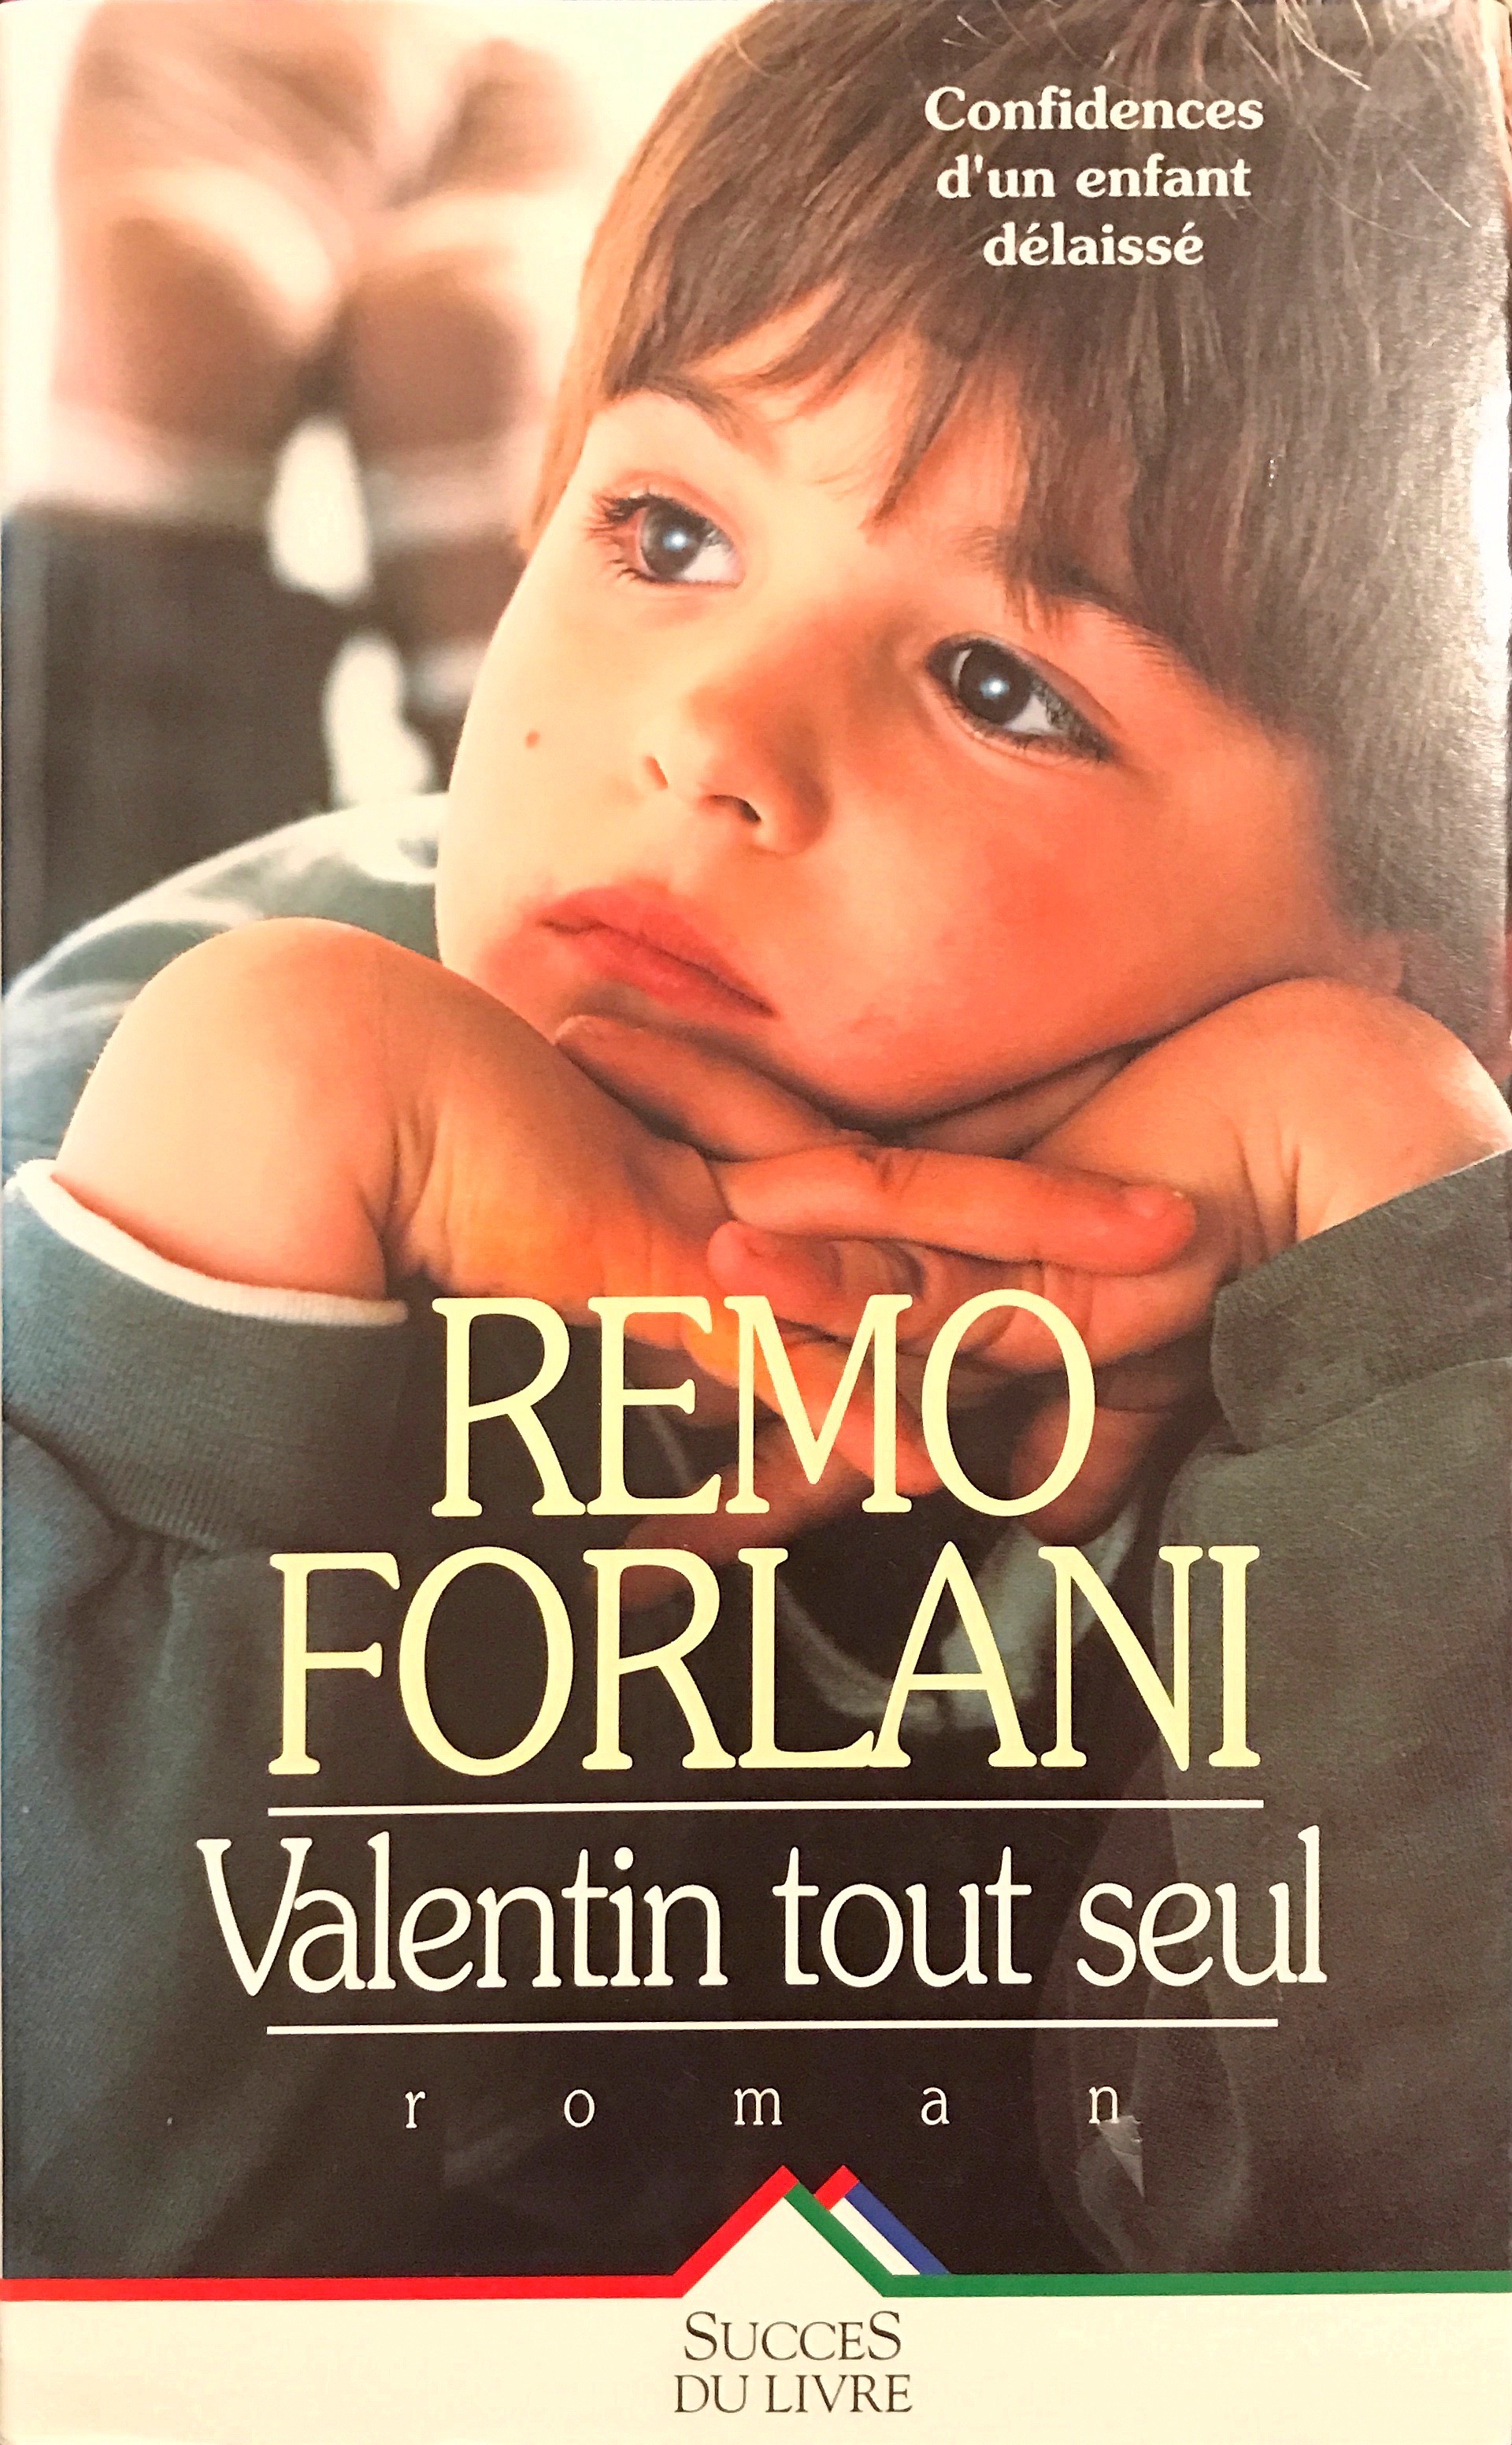 Confidences
d'un enfant
délaissé
REMO
FORLANI
Valentin tout seul
roman
SUCCES
DU LIVRE